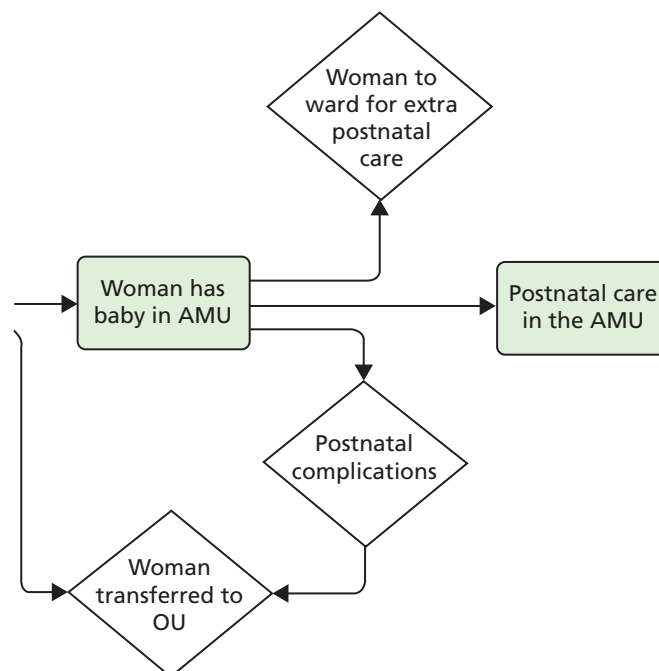 Woman to
ward for extra
postnatal
care
Woman has
baby in AMU
Postnatal care
in the AMU
Postnatal
complications
Woman
transferred to
OU